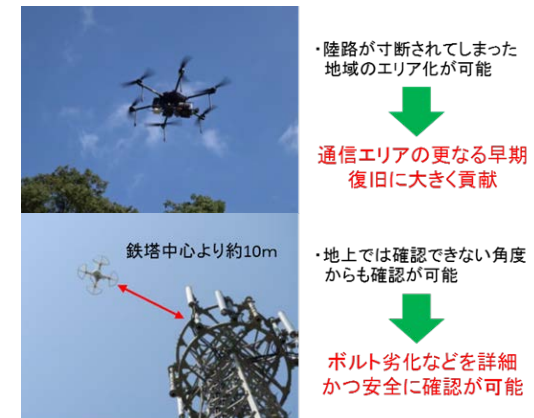 ・陸路が寸断されてしまった
地域のエリア化が可能
通信エリアの更なる早期
復旧に大きく貢献
鉄塔中心より約10m
・地上では確認できない角度
からも確認が可能
ボルト劣化などを詳細
かつ安全に確認が可能